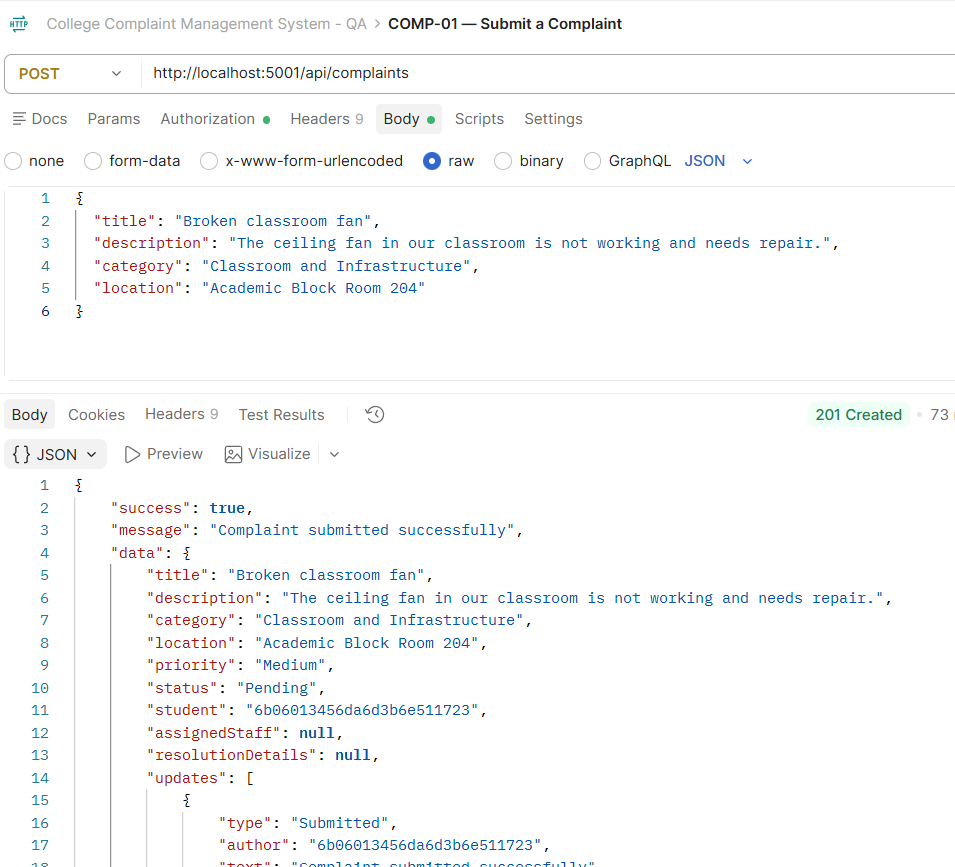 HTTP College Complaint Management System - QA > COMP-01 — Submit a Complaint
POST http://localhost:5001/api/complaints
Docs Params Authorization Headers 9 Body Scripts Settings
none form-data x-www-form-urlencoded raw binary GraphQL JSON
1 {
2 "title": "Broken classroom fan",
3 "description": "The ceiling fan in our classroom is not working and needs repair.",
4 "category": "Classroom and Infrastructure",
5 "location": "Academic Block Room 204"
6 }
Body Cookies Headers 9 Test Results 201 Created • 73
{} JSON Preview Visualize
1 {
2 "success": true,
3 "message": "Complaint submitted successfully",
4 "data": {
5 "title": "Broken classroom fan",
6 "description": "The ceiling fan in our classroom is not working and needs repair.",
7 "category": "Classroom and Infrastructure",
8 "location": "Academic Block Room 204",
9 "priority": "Medium",
10 "status": "Pending",
11 "student": "6b06013456da6d3b6e511723",
12 "assignedStaff": null,
13 "resolutionDetails": null,
14 "updates": [
15 {
16 "type": "Submitted",
17 "author": "6b06013456da6d3b6e511723",
18 "text": "Complaint submitted successfully"